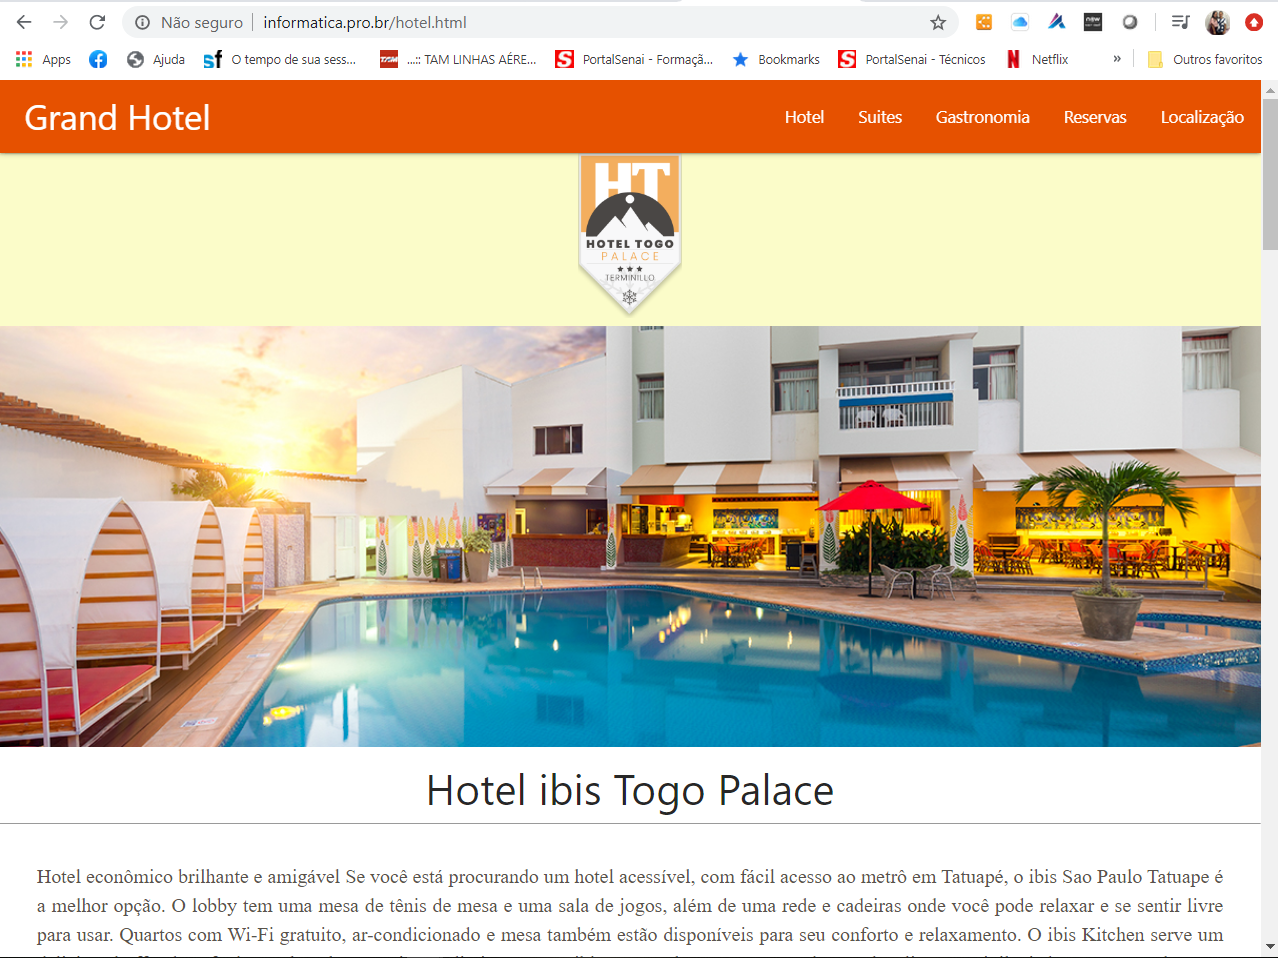 Não seguro
informatica.pro.br/hotel.html
Apps
Ajuda
sf
O tempo de sua sess...
TAM
...:: TAM LINHAS AÉRE...
S
PortalSenai - Formaçã...
Bookmarks
S
PortalSenai - Técnicos
N
Netflix
»
Outros favoritos
Grand Hotel
Hotel
Suites
Gastronomia
Reservas
Localização
HT
HOTEL TOGO
PALACE
TERMINILLO
Hotel ibis Togo Palace
Hotel econômico brilhante e amigável Se você está procurando um hotel acessível, com fácil acesso ao metrô em Tatuapé, o ibis Sao Paulo Tatuape é
a melhor opção. O lobby tem uma mesa de tênis de mesa e uma sala de jogos, além de uma rede e cadeiras onde você pode relaxar e se sentir livre
para usar. Quartos com Wi-Fi gratuito, ar-condicionado e mesa também estão disponíveis para seu conforto e relaxamento. O ibis Kitchen serve um